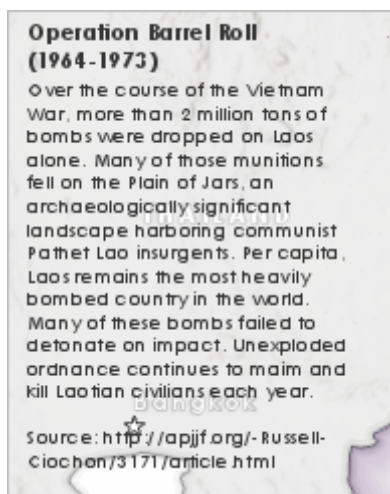 Operation Barrel Roll
(1964-1973)
Over the course of the Vietnam
War, more than 2 million tons of
bombs were dropped on Laos
alone. Many of those munitions
fell on the Plain of Jars, an
archaeologically significant
THAILAND
landscape harboring communist
Pathet Lao insurgents. Per capita,
Laos remains the most heavily
bombed country in the world.
Many of these bombs failed to
detonate on impact. Unexploded
ordnance continues to maim and
kill Laotian civilians each year.
Bangkok
Source: http://apjjf.org/-Russell-
Ciochon/3171/article.html